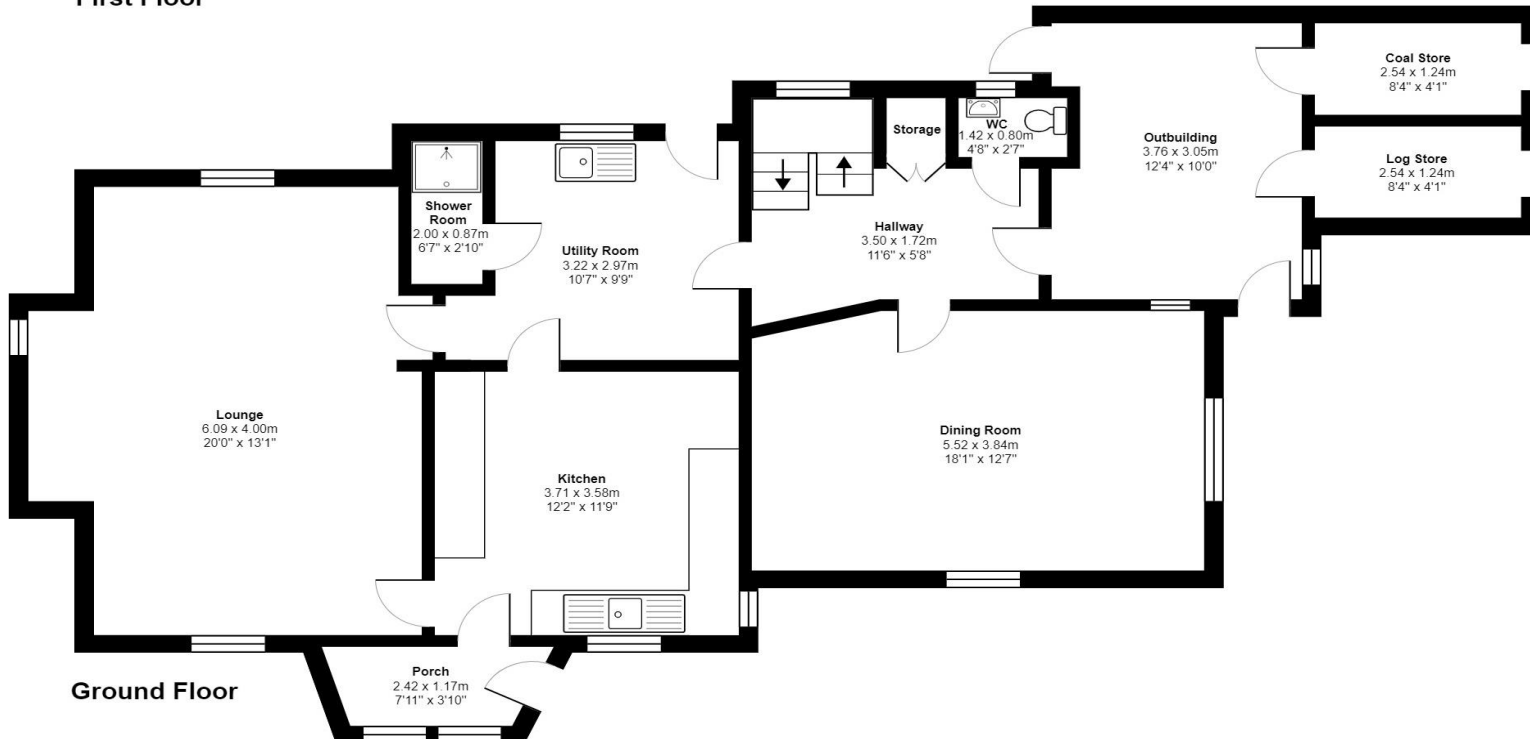 First Floor
Coal Store
2.54 x 1.24m
8'4" x 4'1"
Storage
WC
1.42 x 0.80m
4'8" x 2'7"
Outbuilding
3.76 x 3.05m
12'4" x 10'0"
Log Store
2.54 x 1.24m
8'4" x 4'1"
Shower
Room
2.00 x 0.87m
6'7" x 2'10"
Utility Room
3.22 x 2.97m
10'7" x 9'9"
Hallway
3.50 x 1.72m
11'6" x 5'8"
Lounge
6.09 x 4.00m
20'0" x 13'1"
Kitchen
3.71 x 3.58m
12'2" x 11'9"
Dining Room
5.52 x 3.84m
18'1" x 12'7"
Porch
2.42 x 1.17m
7'11" x 3'10"
Ground Floor